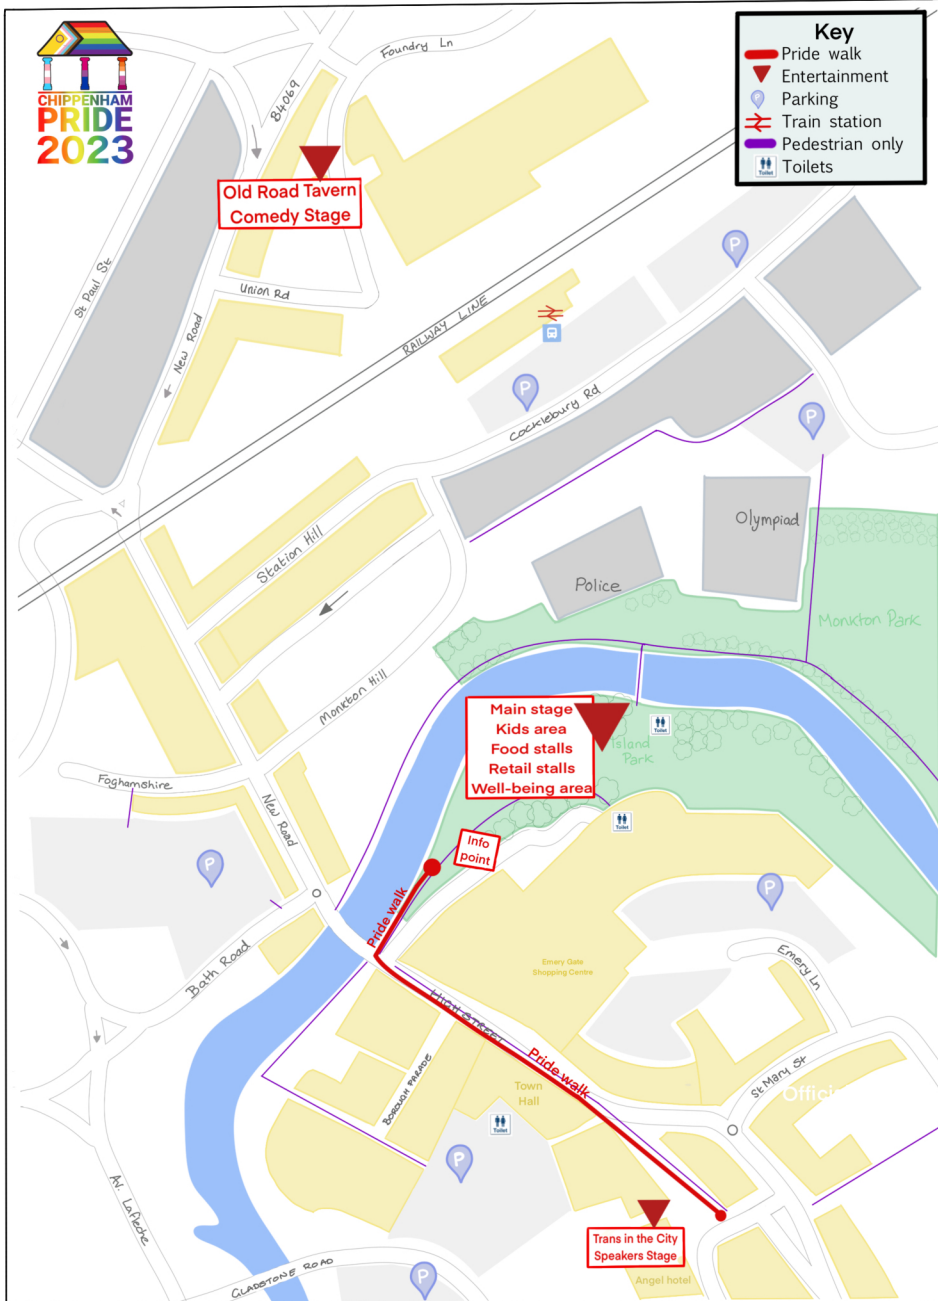 CHIPPENHAM
PRIDE
2023
Key
Pride walk
Entertainment
P
Parking
Train station
Pedestrian only
Toilet
Toilets
Foundry Ln
B4069
Old Road Tavern
Comedy Stage
St Paul St
Union Rd
New Road
RAILWAY LINE
P
P
Cocklebury Rd
P
Station Hill
Olympiad
Police
Monkton Park
Monkton Hill
Main stage
Kids area
Food stalls
Retail stalls
Well-being area
Toilet
Island
Park
Foghamshire
New Road
Toilet
Info
point
P
P
Pride walk
Bath Road
Emery Gate
Shopping Centre
Emery Ln
HIGH STREET
Pride walk
BOROUGH PARADE
Town
Hall
St Mary St
Offici
Toilet
P
Av. Lafleche
Trans in the City
Speakers Stage
Angel hotel
GLADSTONE ROAD
P